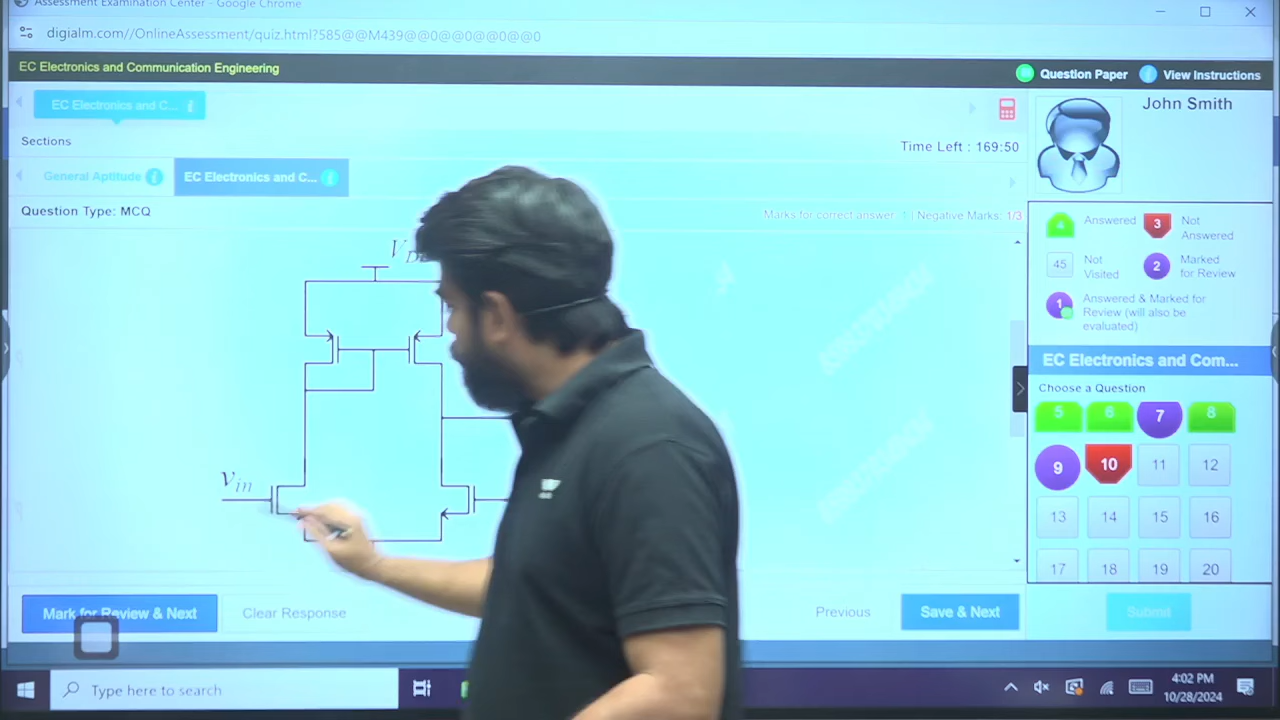 Assessment Examination Center - Google Chrome
digialm.com//OnlineAssessment/quiz.html?585@@M439@@0@@0@@0@@0
EC Electronics and Communication Engineering
Question Paper
View Instructions
EC Electronics and C...
John Smith
Sections
Time Left : 169:50
General Aptitude
EC Electronics and C...
Question Type: MCQ
Marks for correct answer: 1 | Negative Marks: 1/3
4 Answered
3 Not Answered
45 Not Visited
2 Marked for Review
1 Answered & Marked for Review (will also be evaluated)
V
v_in
EC Electronics and Com...
Choose a Question
5 6 7 8
9 10 11 12
13 14 15 16
17 18 19 20
Mark for Review & Next
Clear Response
Previous
Save & Next
Submit
Type here to search
4:02 PM
10/28/2024